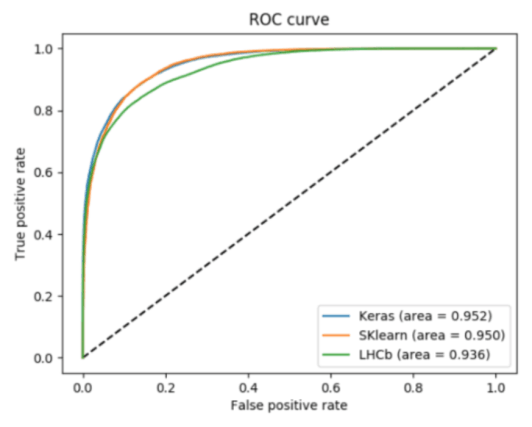 ROC curve
True positive rate
1.0
0.8
0.6
0.4
0.2
0.0
Keras (area = 0.952)
SKlearn (area = 0.950)
LHCb (area = 0.936)
0.0 0.2 0.4 0.6 0.8 1.0
False positive rate